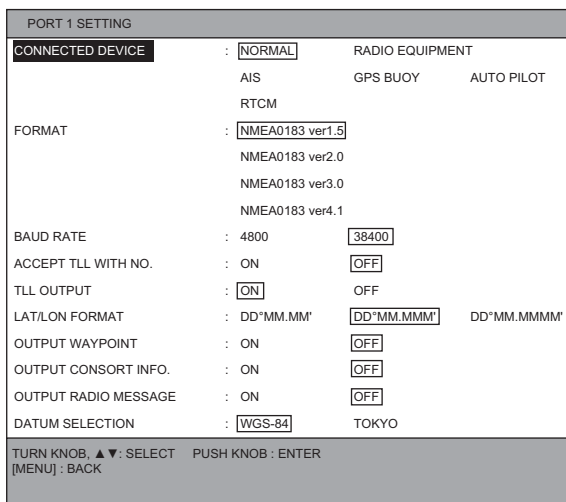 PORT 1 SETTING
CONNECTED DEVICE : NORMAL RADIO EQUIPMENT
AIS GPS BUOY AUTO PILOT
RTCM
FORMAT : NMEA0183 ver1.5
NMEA0183 ver2.0
NMEA0183 ver3.0
NMEA0183 ver4.1
BAUD RATE : 4800 38400
ACCEPT TLL WITH NO. : ON OFF
TLL OUTPUT : ON OFF
LAT/LON FORMAT : DD°MM.MM' DD°MM.MMM' DD°MM.MMMM'
OUTPUT WAYPOINT : ON OFF
OUTPUT CONSORT INFO. : ON OFF
OUTPUT RADIO MESSAGE : ON OFF
DATUM SELECTION : WGS-84 TOKYO
TURN KNOB, ▲▼: SELECT PUSH KNOB : ENTER
[MENU] : BACK